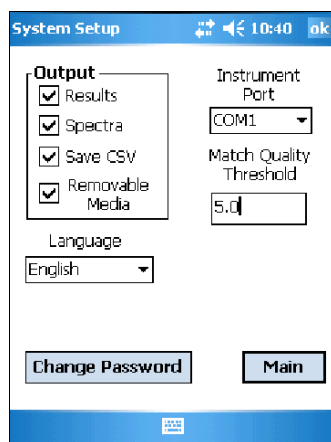 System Setup 10:40 ok
Output
Results
Spectra
Save CSV
Removable
Media
Instrument
Port
COM1
Match Quality
Threshold
5.0
Language
English
Change Password
Main